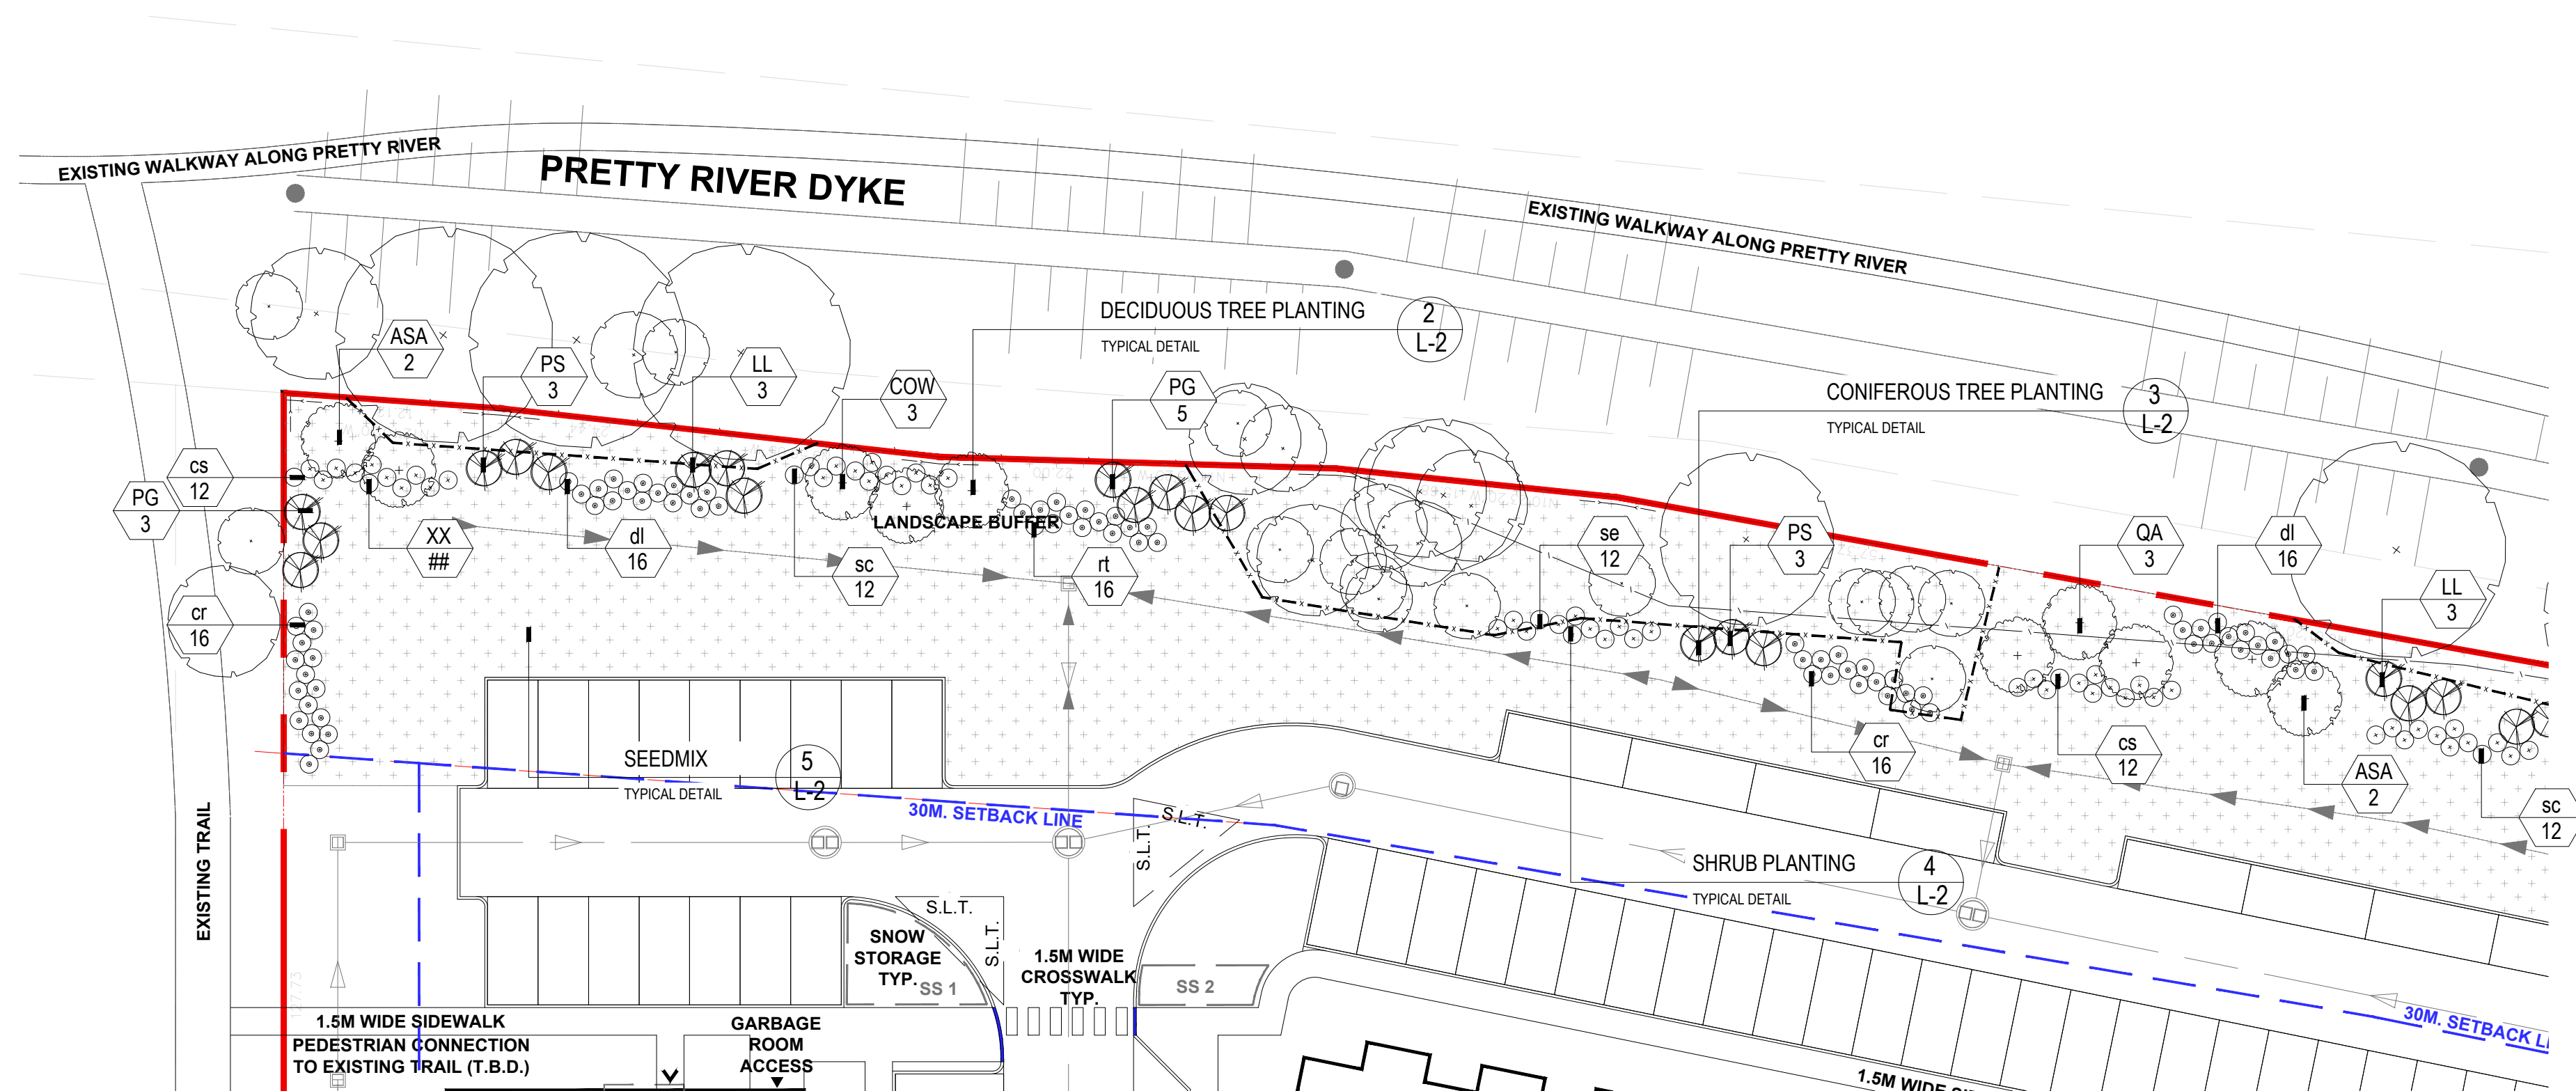 EXISTING WALKWAY ALONG PRETTY RIVER
PRETTY RIVER DYKE
EXISTING WALKWAY ALONG PRETTY RIVER
DECIDUOUS TREE PLANTING
TYPICAL DETAIL
2
L-2
CONIFEROUS TREE PLANTING
TYPICAL DETAIL
3
L-2
ASA
2
PS
3
LL
3
COW
3
PG
5
cs
12
PG
3
XX
##
dl
16
LANDSCAPE BUFFER
sc
12
rt
16
se
12
PS
3
QA
3
dl
16
LL
3
cr
16
cr
16
cs
12
ASA
2
sc
12
SEEDMIX
TYPICAL DETAIL
5
L-2
30M. SETBACK LINE
S.L.T.
S.L.T.
SHRUB PLANTING
TYPICAL DETAIL
4
L-2
EXISTING TRAIL
S.L.T.
S.L.T.
SNOW
STORAGE
TYP.
SS 1
1.5M WIDE
CROSSWALK
TYP.
SS 2
1.5M WIDE SIDEWALK
PEDESTRIAN CONNECTION
TO EXISTING TRAIL (T.B.D.)
GARBAGE
ROOM
ACCESS
30M. SETBACK LI
1.5M WIDE